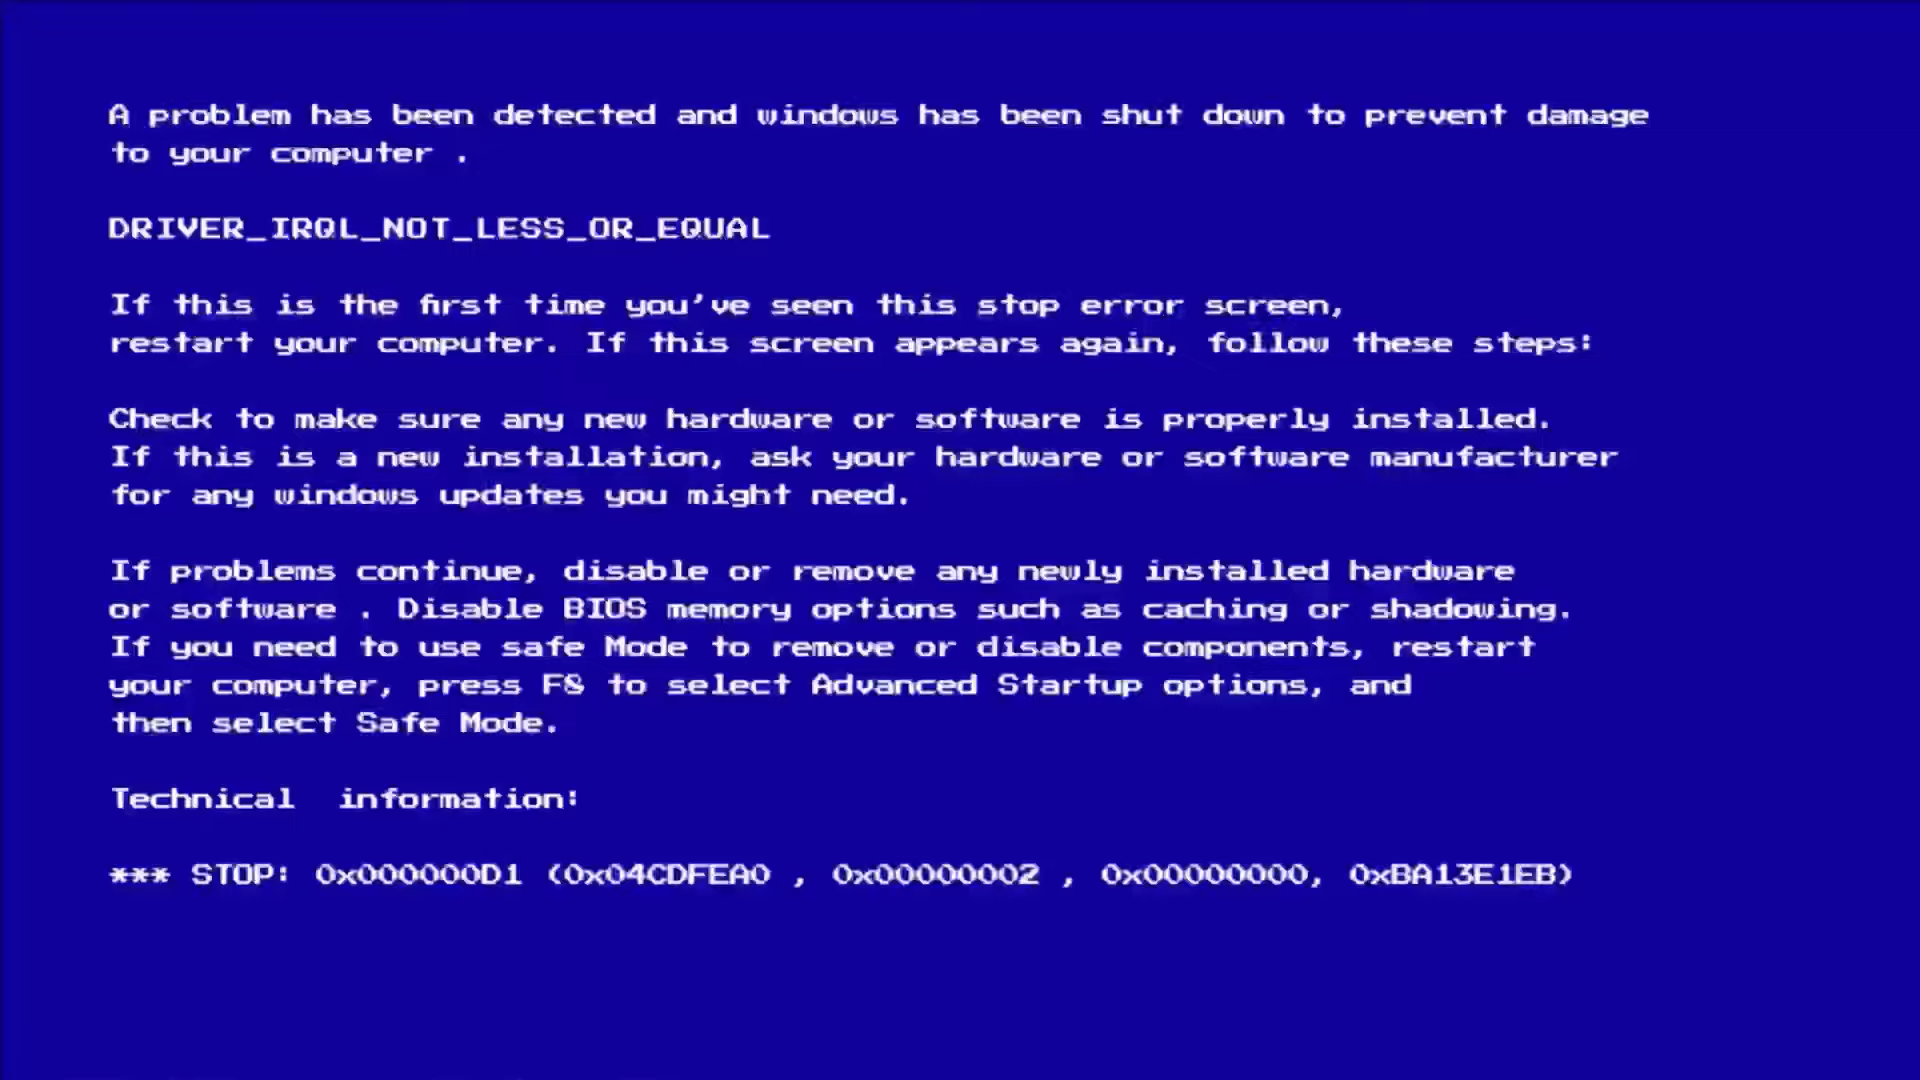 A problem has been detected and windows has been shut down to prevent damage
to your computer .
DRIVER_IRQL_NOT_LESS_OR_EQUAL
If this is the first time you've seen this stop error screen,
restart your computer. If this screen appears again, follow these steps:
Check to make sure any new hardware or software is properly installed.
If this is a new installation, ask your hardware or software manufacturer
for any windows updates you might need.
If problems continue, disable or remove any newly installed hardware
or software . Disable BIOS memory options such as caching or shadowing.
If you need to use safe Mode to remove or disable components, restart
your computer, press F& to select Advanced Startup options, and
then select Safe Mode.
Technical  information:
*** STOP: 0x000000D1 (0x04CDFEA0 , 0x00000002 , 0x00000000, 0xBA13E1EB)